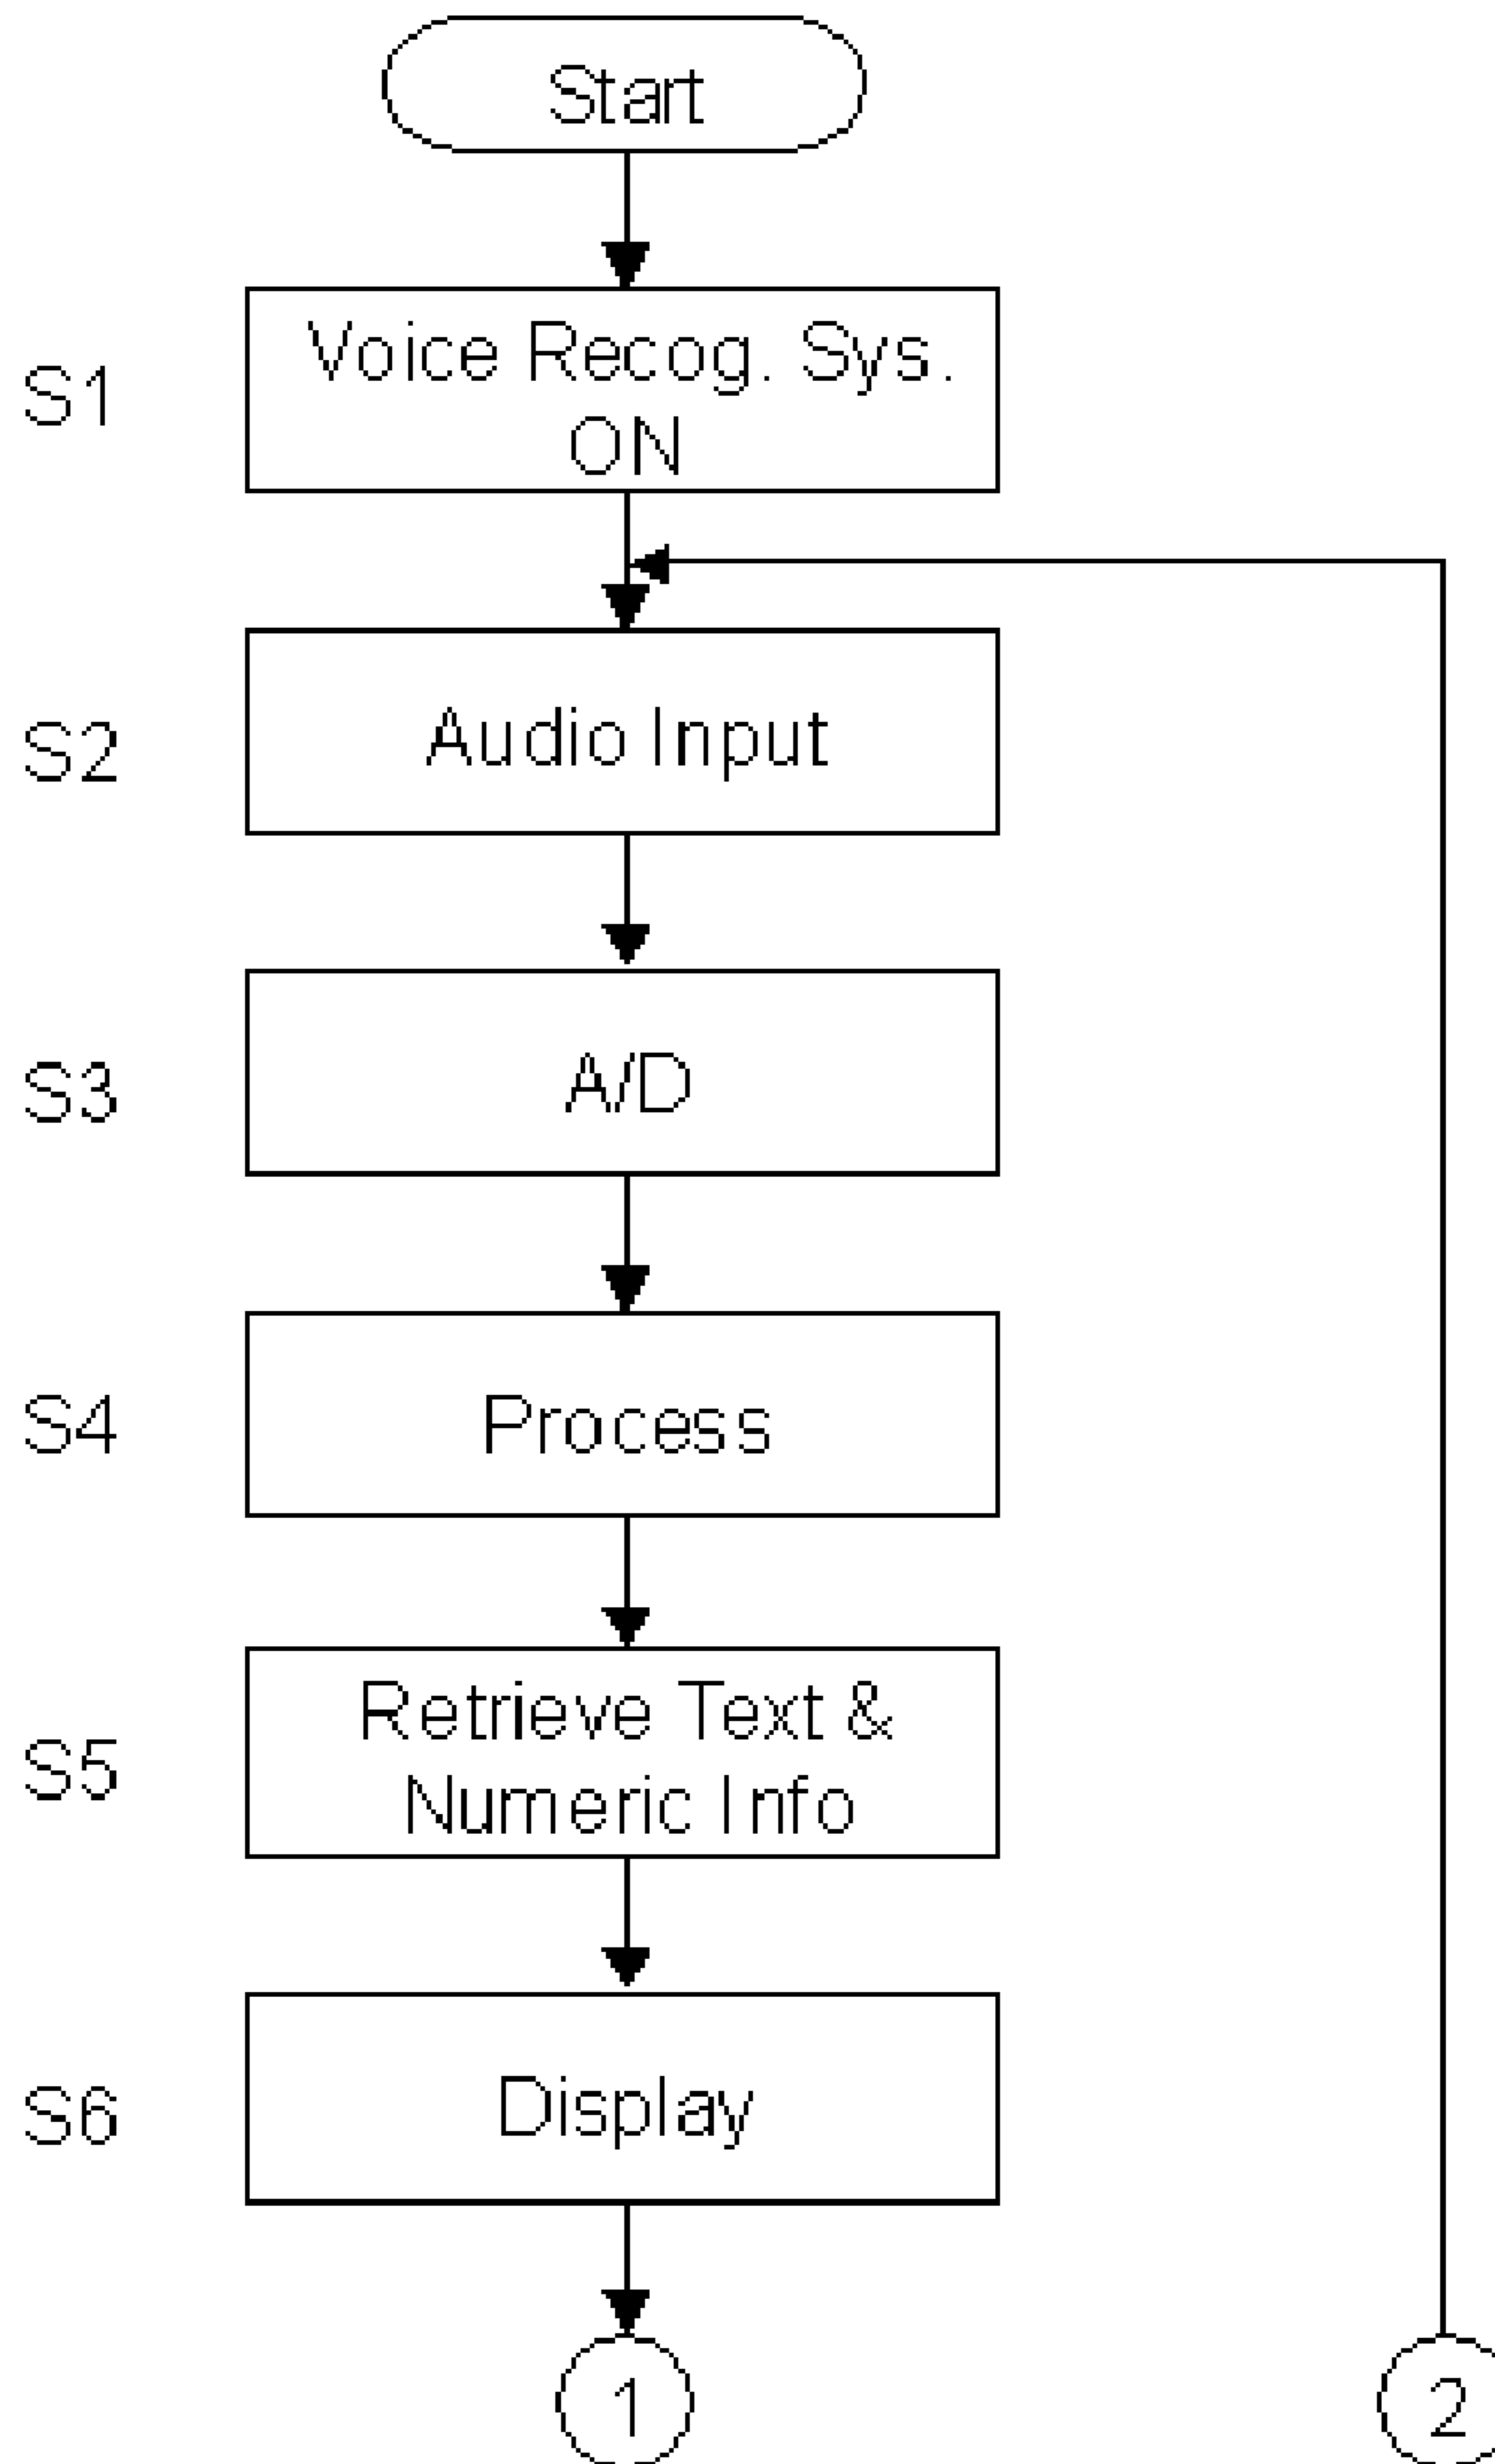 Start
S1
Voice Recog. Sys.
ON
S2
Audio Input
S3
A/D
S4
Process
S5
Retrieve Text &
Numeric Info
S6
Display
1
2